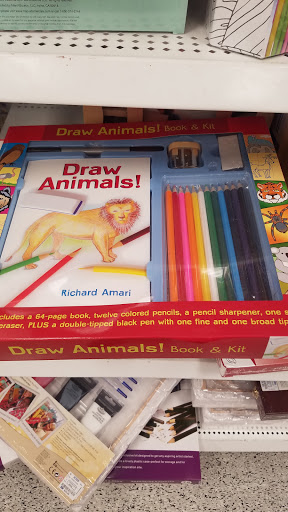 Draw Animals! Book & Kit
Draw
Animals!
Richard Amari
includes a 64-page book, twelve colored pencils, a pencil sharpener, one
eraser, PLUS a double-tipped black pen with one fine and one broad tip
Draw Animals! Book & Kit